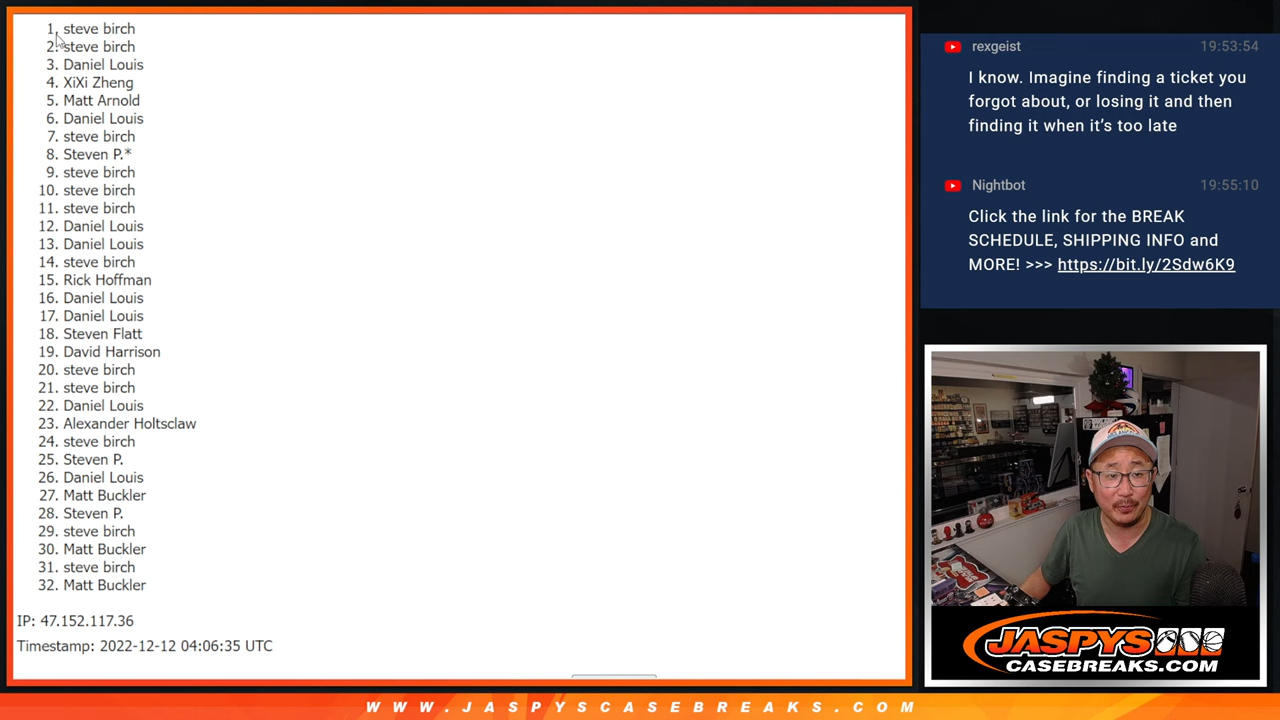 1. steve birch
2. steve birch
3. Daniel Louis
4. XiXi Zheng
5. Matt Arnold
6. Daniel Louis
7. steve birch
8. Steven P.*
9. steve birch
10. steve birch
11. steve birch
12. Daniel Louis
13. Daniel Louis
14. steve birch
15. Rick Hoffman
16. Daniel Louis
17. Daniel Louis
18. Steven Flatt
19. David Harrison
20. steve birch
21. steve birch
22. Daniel Louis
23. Alexander Holtsclaw
24. steve birch
25. Steven P.
26. Daniel Louis
27. Matt Buckler
28. Steven P.
29. steve birch
30. Matt Buckler
31. steve birch
32. Matt Buckler
IP: 47.152.117.36
Timestamp: 2022-12-12 04:06:35 UTC
rexgeist 19:53:54
I know. Imagine finding a ticket you
forgot about, or losing it and then
finding it when it's too late
Nightbot 19:55:10
Click the link for the BREAK
SCHEDULE, SHIPPING INFO and
MORE! >>> https://bit.ly/2Sdw6K9
JASPYS
CASEBREAKS.COM
WWW.JASPYSCASEBREAKS.COM